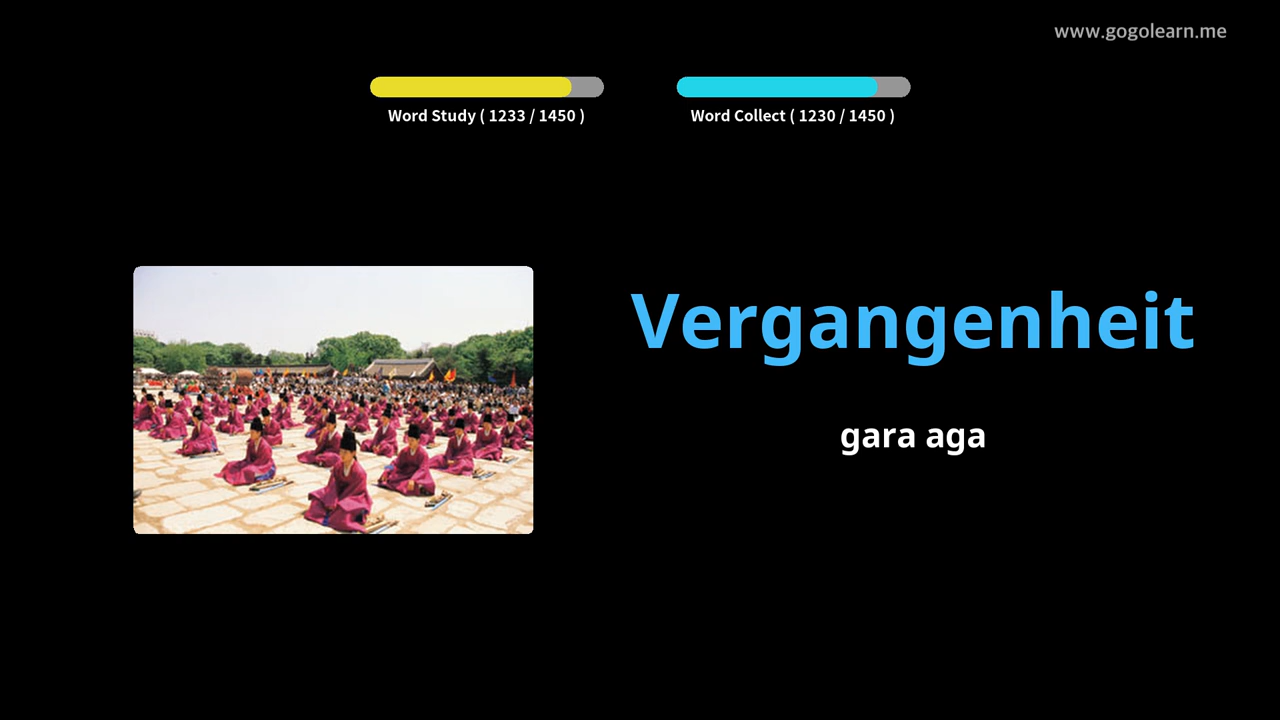 www.gogolearn.me
Word Study ( 1233 / 1450 )
Word Collect ( 1230 / 1450 )
Vergangenheit
gara aga